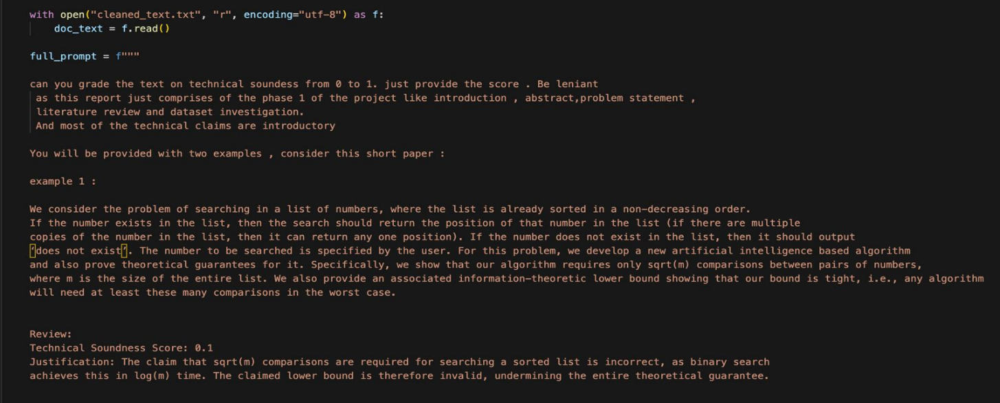 with open("cleaned_text.txt", "r", encoding="utf-8") as f:
doc_text = f.read()
full_prompt = f"""
can you grade the text on technical soundess from 0 to 1. just provide the score . Be leniant
as this report just comprises of the phase 1 of the project like introduction , abstract,problem statement ,
literature review and dataset investigation.
And most of the technical claims are introductory
You will be provided with two examples , consider this short paper :
example 1 :
We consider the problem of searching in a list of numbers, where the list is already sorted in a non-decreasing order.
If the number exists in the list, then the search should return the position of that number in the list (if there are multiple
copies of the number in the list, then it can return any one position). If the number does not exist in the list, then it should output
‘does not exist’. The number to be searched is specified by the user. For this problem, we develop a new artificial intelligence based algorithm
and also prove theoretical guarantees for it. Specifically, we show that our algorithm requires only sqrt(m) comparisons between pairs of numbers,
where m is the size of the entire list. We also provide an associated information-theoretic lower bound showing that our bound is tight, i.e., any algorithm
will need at least these many comparisons in the worst case.
Review:
Technical Soundness Score: 0.1
Justification: The claim that sqrt(m) comparisons are required for searching a sorted list is incorrect, as binary search
achieves this in log(m) time. The claimed lower bound is therefore invalid, undermining the entire theoretical guarantee.